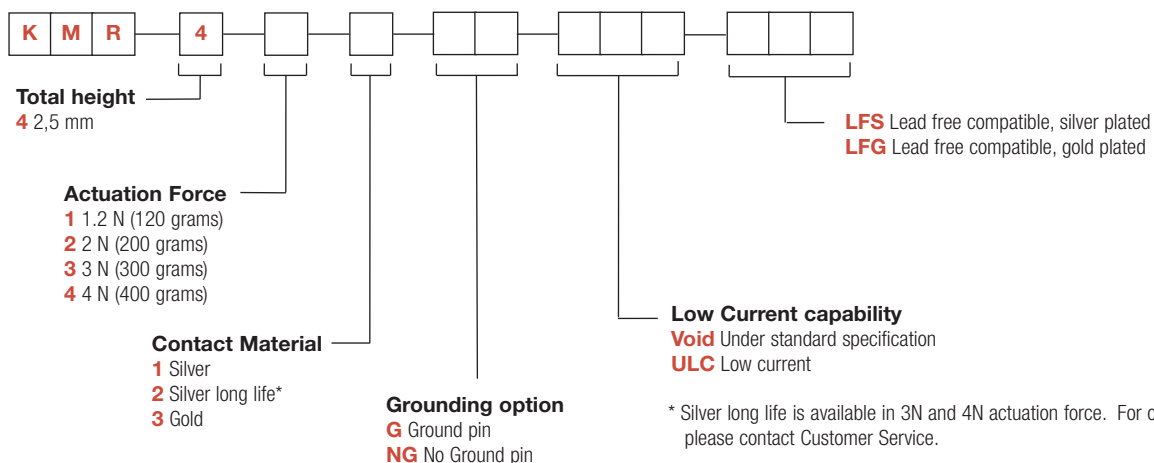 K M R 4
Total height
4 2,5 mm
LFS Lead free compatible, silver plated
LFG Lead free compatible, gold plated
Actuation Force
1 1.2 N (120 grams)
2 2 N (200 grams)
3 3 N (300 grams)
4 4 N (400 grams)
Low Current capability
Void Under standard specification
ULC Low current
Contact Material
1 Silver
2 Silver long life*
3 Gold
Grounding option
G Ground pin
NG No Ground pin
* Silver long life is available in 3N and 4N actuation force. For
please contact Customer Service.